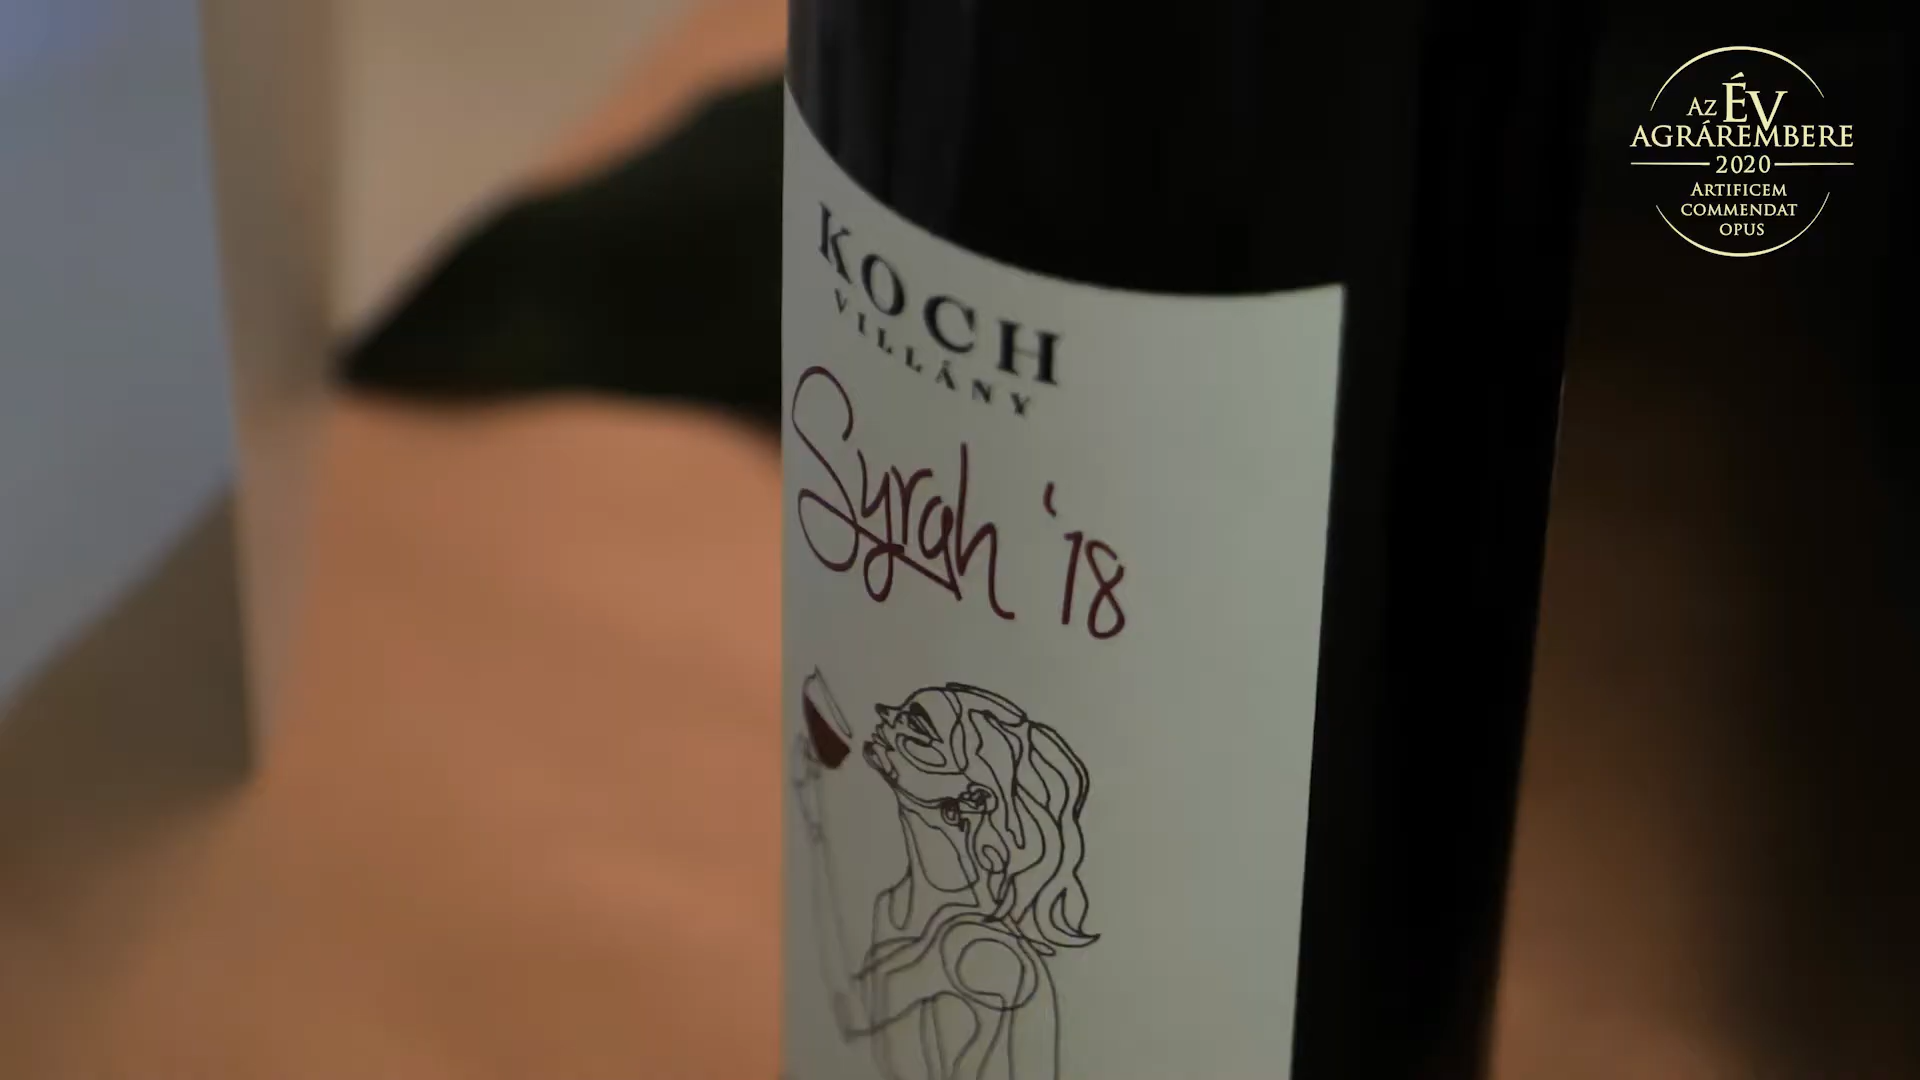 KOCH
VILLÁNY
Syrah '18
AZ ÉV
AGRÁREMBERE
2020
ARTIFICEM
COMMENDAT
OPUS